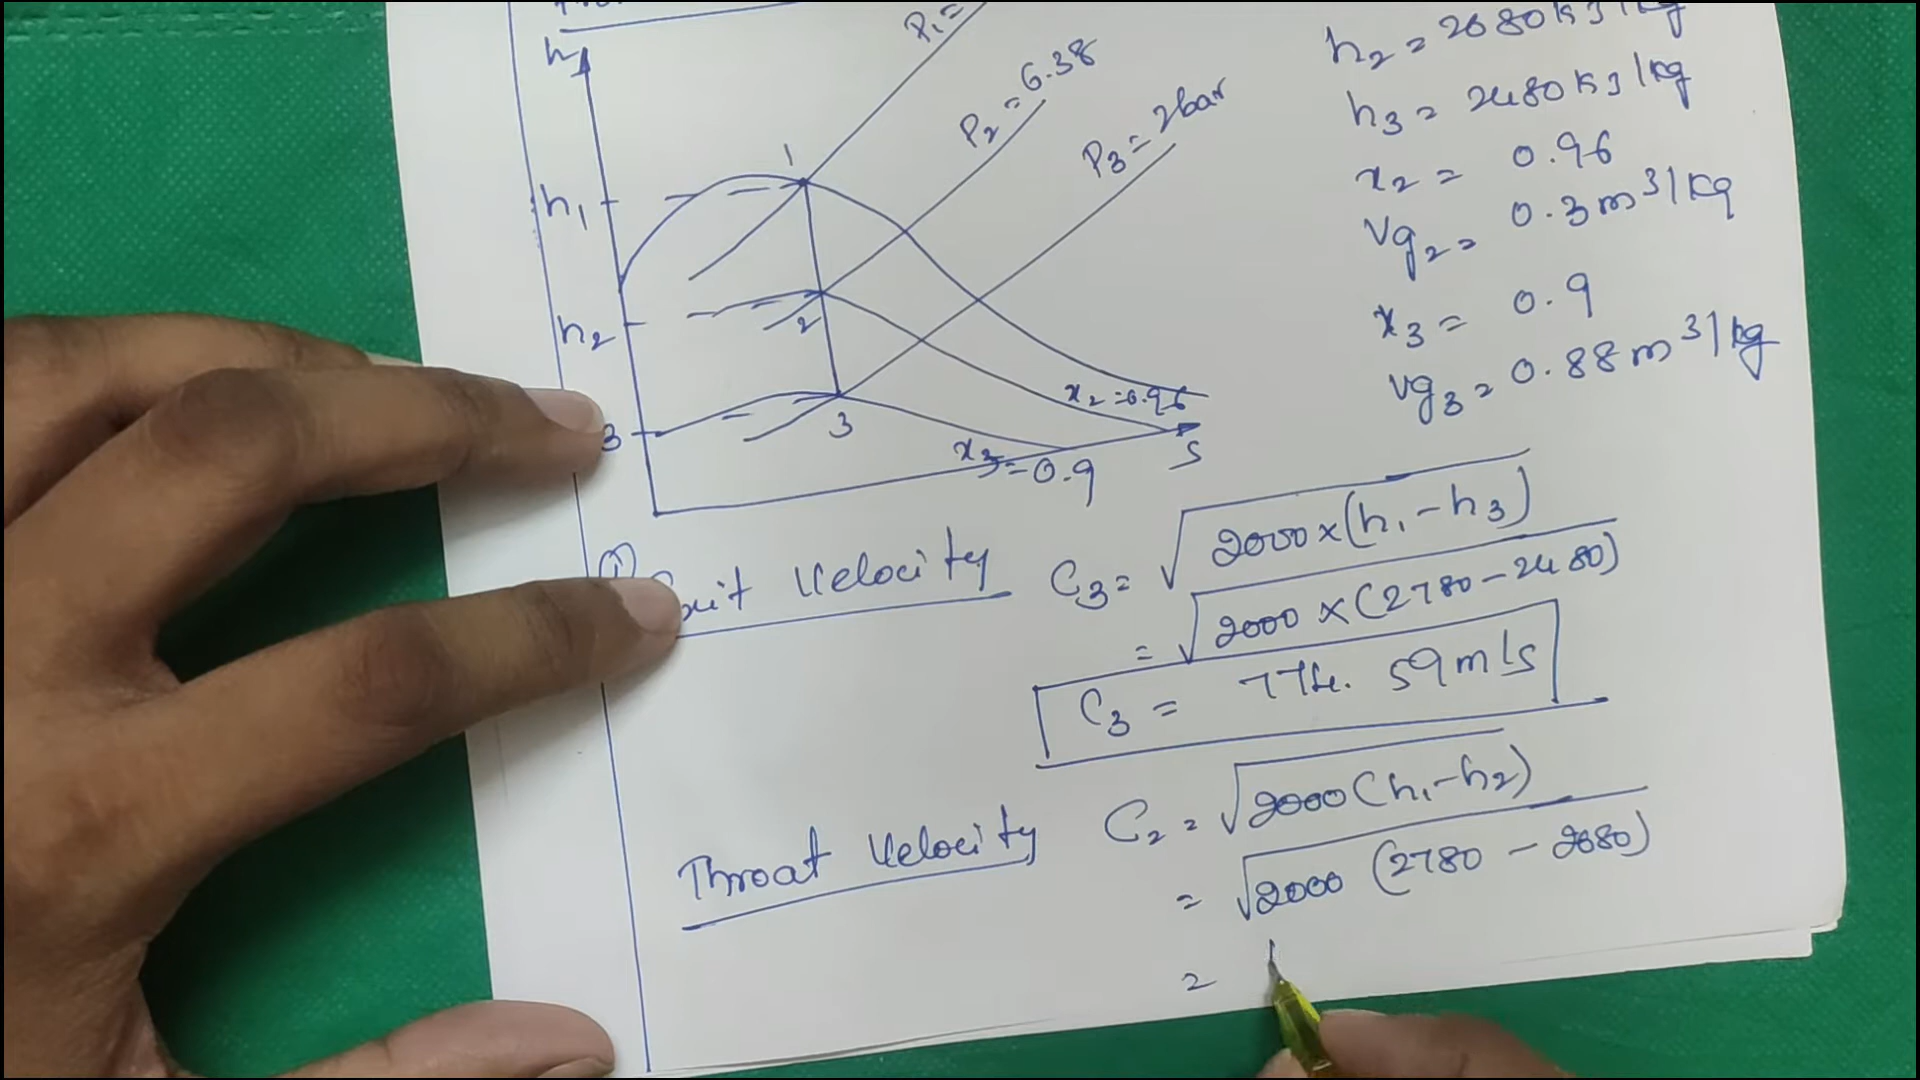 h
P₁ =
P₂ = 6.38
P₃ = 2bar
1
h₁
2
h₂
3
3
x₂ = 0.96
x₃ = 0.9
S
h₂ = 2680 KJ/kg
h₃ = 2480 KJ/kg
x₂ = 0.96
vg₂ = 0.3 m³/kg
x₃ = 0.9
vg₃ = 0.88 m³/kg
Exit Velocity C₃ = √2000×(h₁-h₃)
= √2000 × (2780-2480)
C₃ = 774.59 m/s
Throat Velocity C₂ = √2000(h₁-h₂)
= √2000 (2780 - 2680)
=